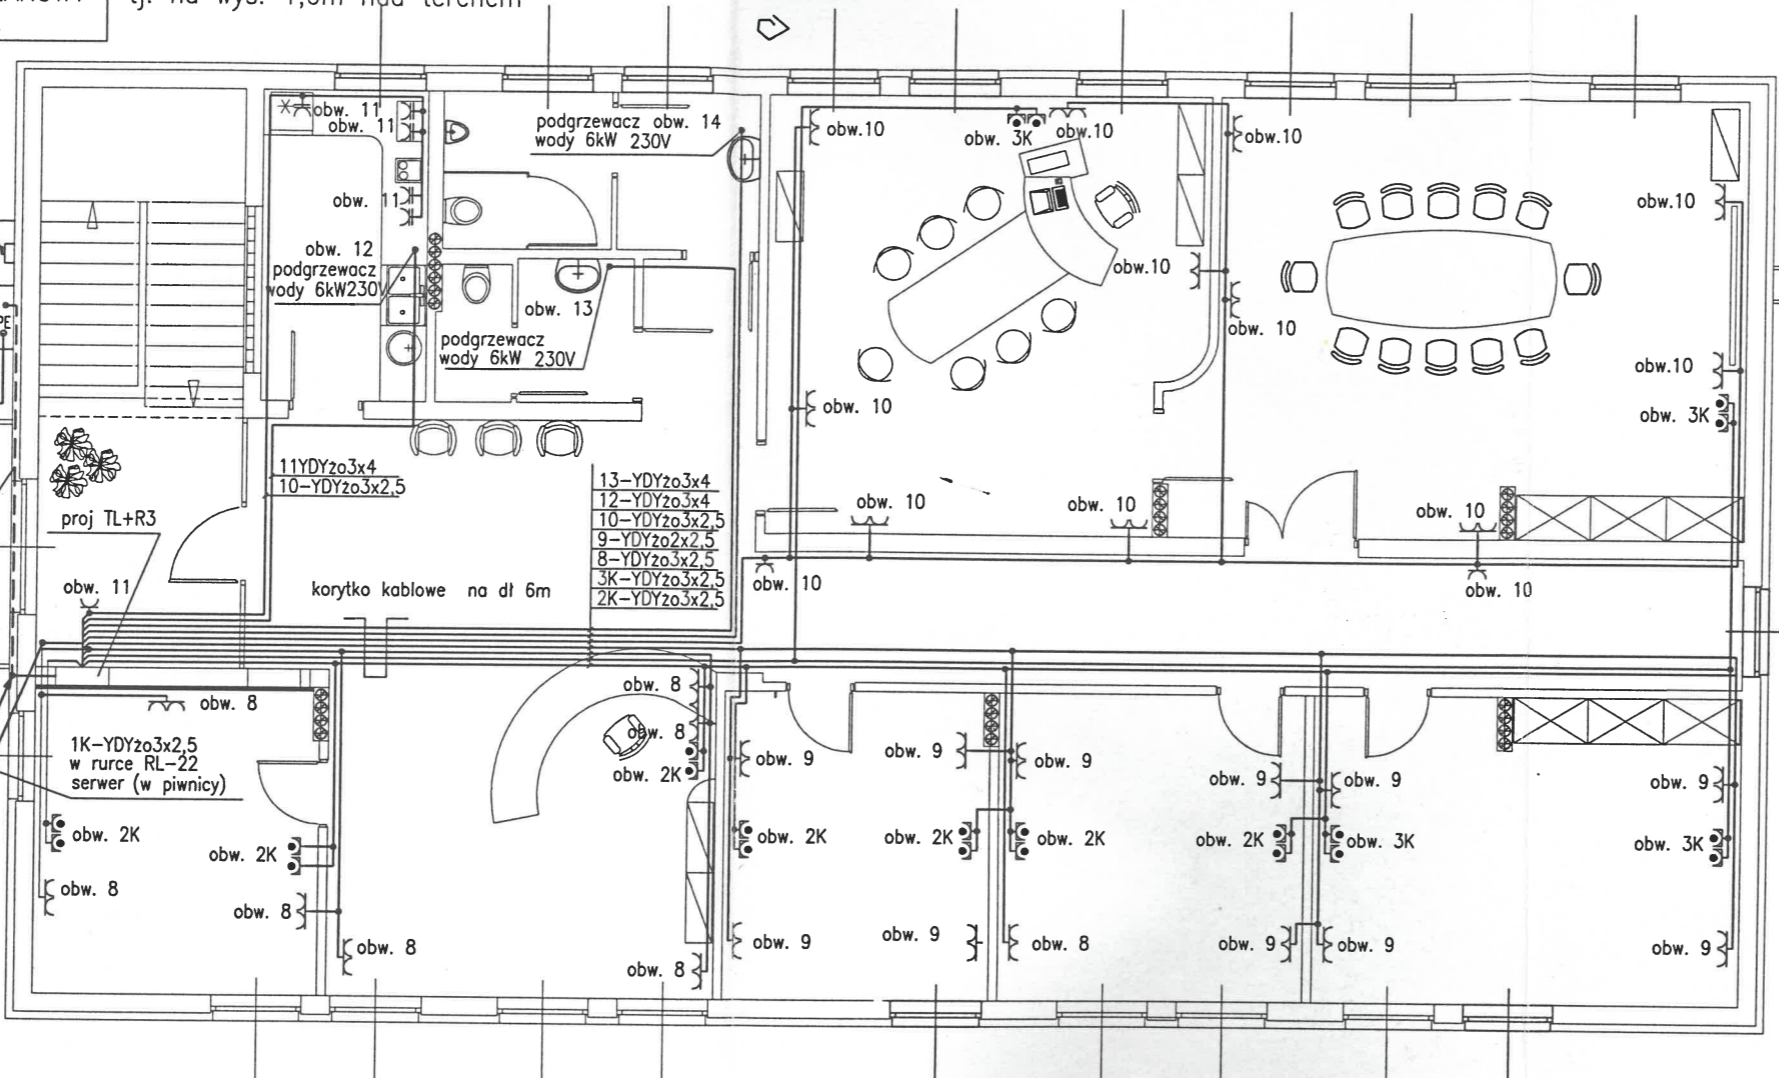 tj. na wys. 1,6m nad terenem
obw. 11
obw. 11
podgrzewacz obw. 14
wody 6kW 230V
obw.10
obw. 3K
obw.10
obw.10
obw. 11
obw.10
obw. 12
podgrzewacz
wody 6kW230V
obw.10
obw. 13
obw. 10
podgrzewacz
wody 6kW 230V
PE
obw.10
obw. 10
obw. 3K
11YDYżo3x4
10-YDYżo3x2,5
13-YDYżo3x4
12-YDYżo3x4
10-YDYżo3x2,5
9-YDYżo2x2,5
8-YDYżo3x2,5
3K-YDYżo3x2,5
2K-YDYżo3x2,5
obw. 10
obw. 10
obw. 10
proj TL+R3
obw. 11
korytko kablowe na dł 6m
obw. 10
obw. 10
obw. 8
obw. 8
obw. 8
obw. 2K
1K-YDYżo3x2,5
w rurce RL-22
serwer (w piwnicy)
obw. 9
obw. 9
obw. 9
obw. 9
obw. 9
obw. 9
obw. 2K
obw. 2K
obw. 2K
obw. 2K
obw. 2K
obw. 2K
obw. 3K
obw. 3K
obw. 8
obw. 8
obw. 8
obw. 8
obw. 9
obw. 9
obw. 8
obw. 9
obw. 9
obw. 9